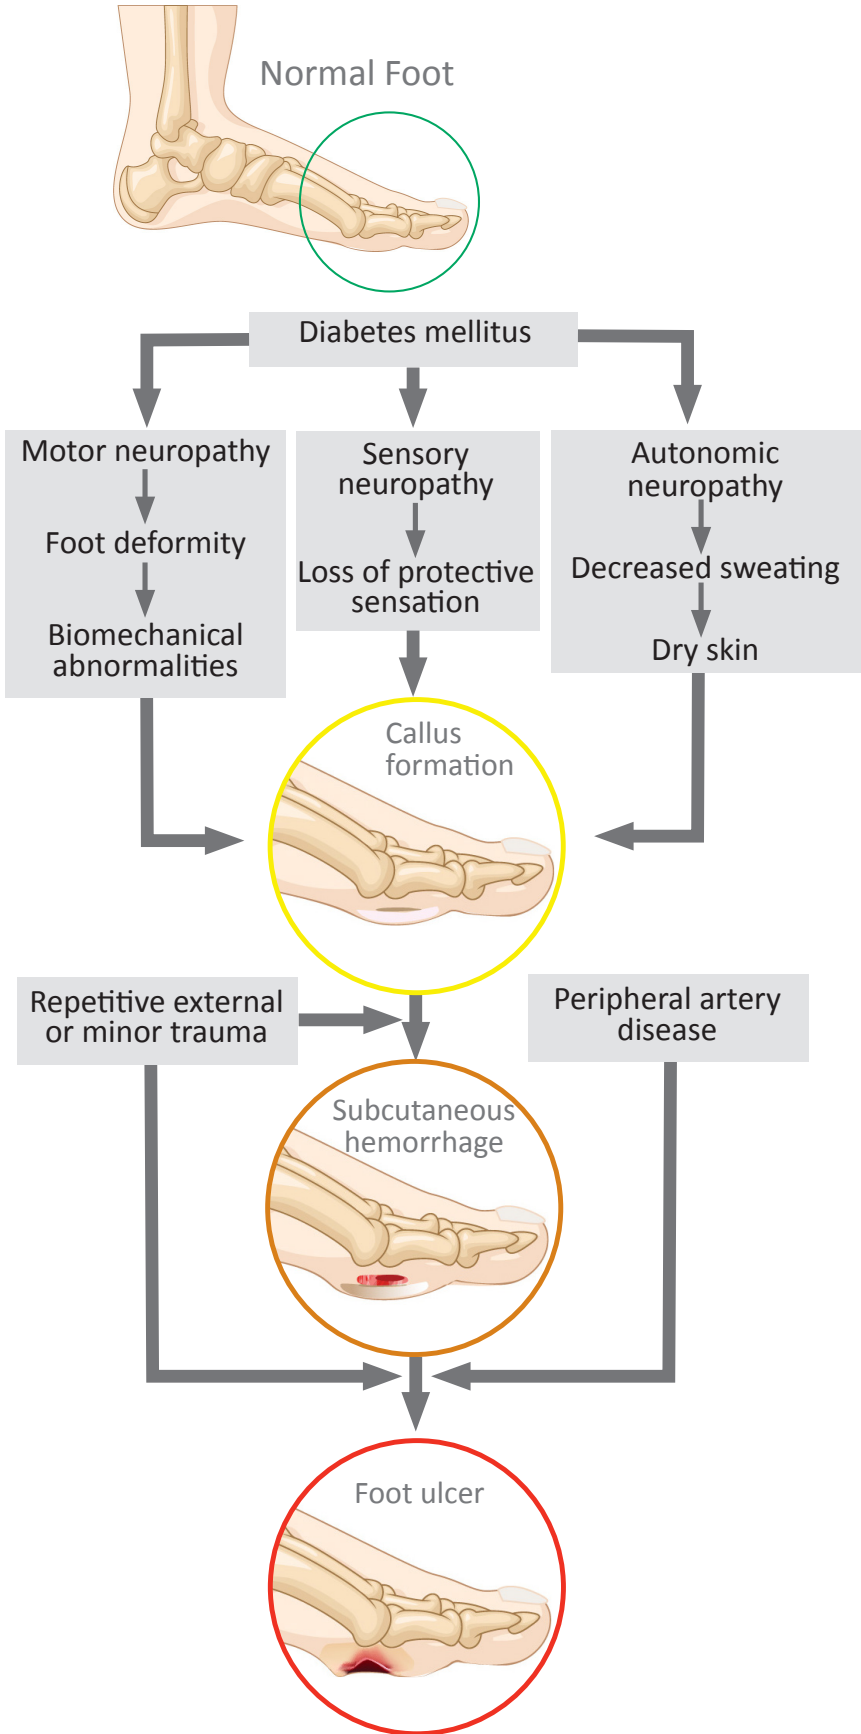 Normal Foot
Diabetes mellitus
Motor neuropathy
Foot deformity
Biomechanical
abnormalities
Sensory
neuropathy
Loss of protective
sensation
Autonomic
neuropathy
Decreased sweating
Dry skin
Callus
formation
Repetitive external
or minor trauma
Peripheral artery
disease
Subcutaneous
hemorrhage
Foot ulcer